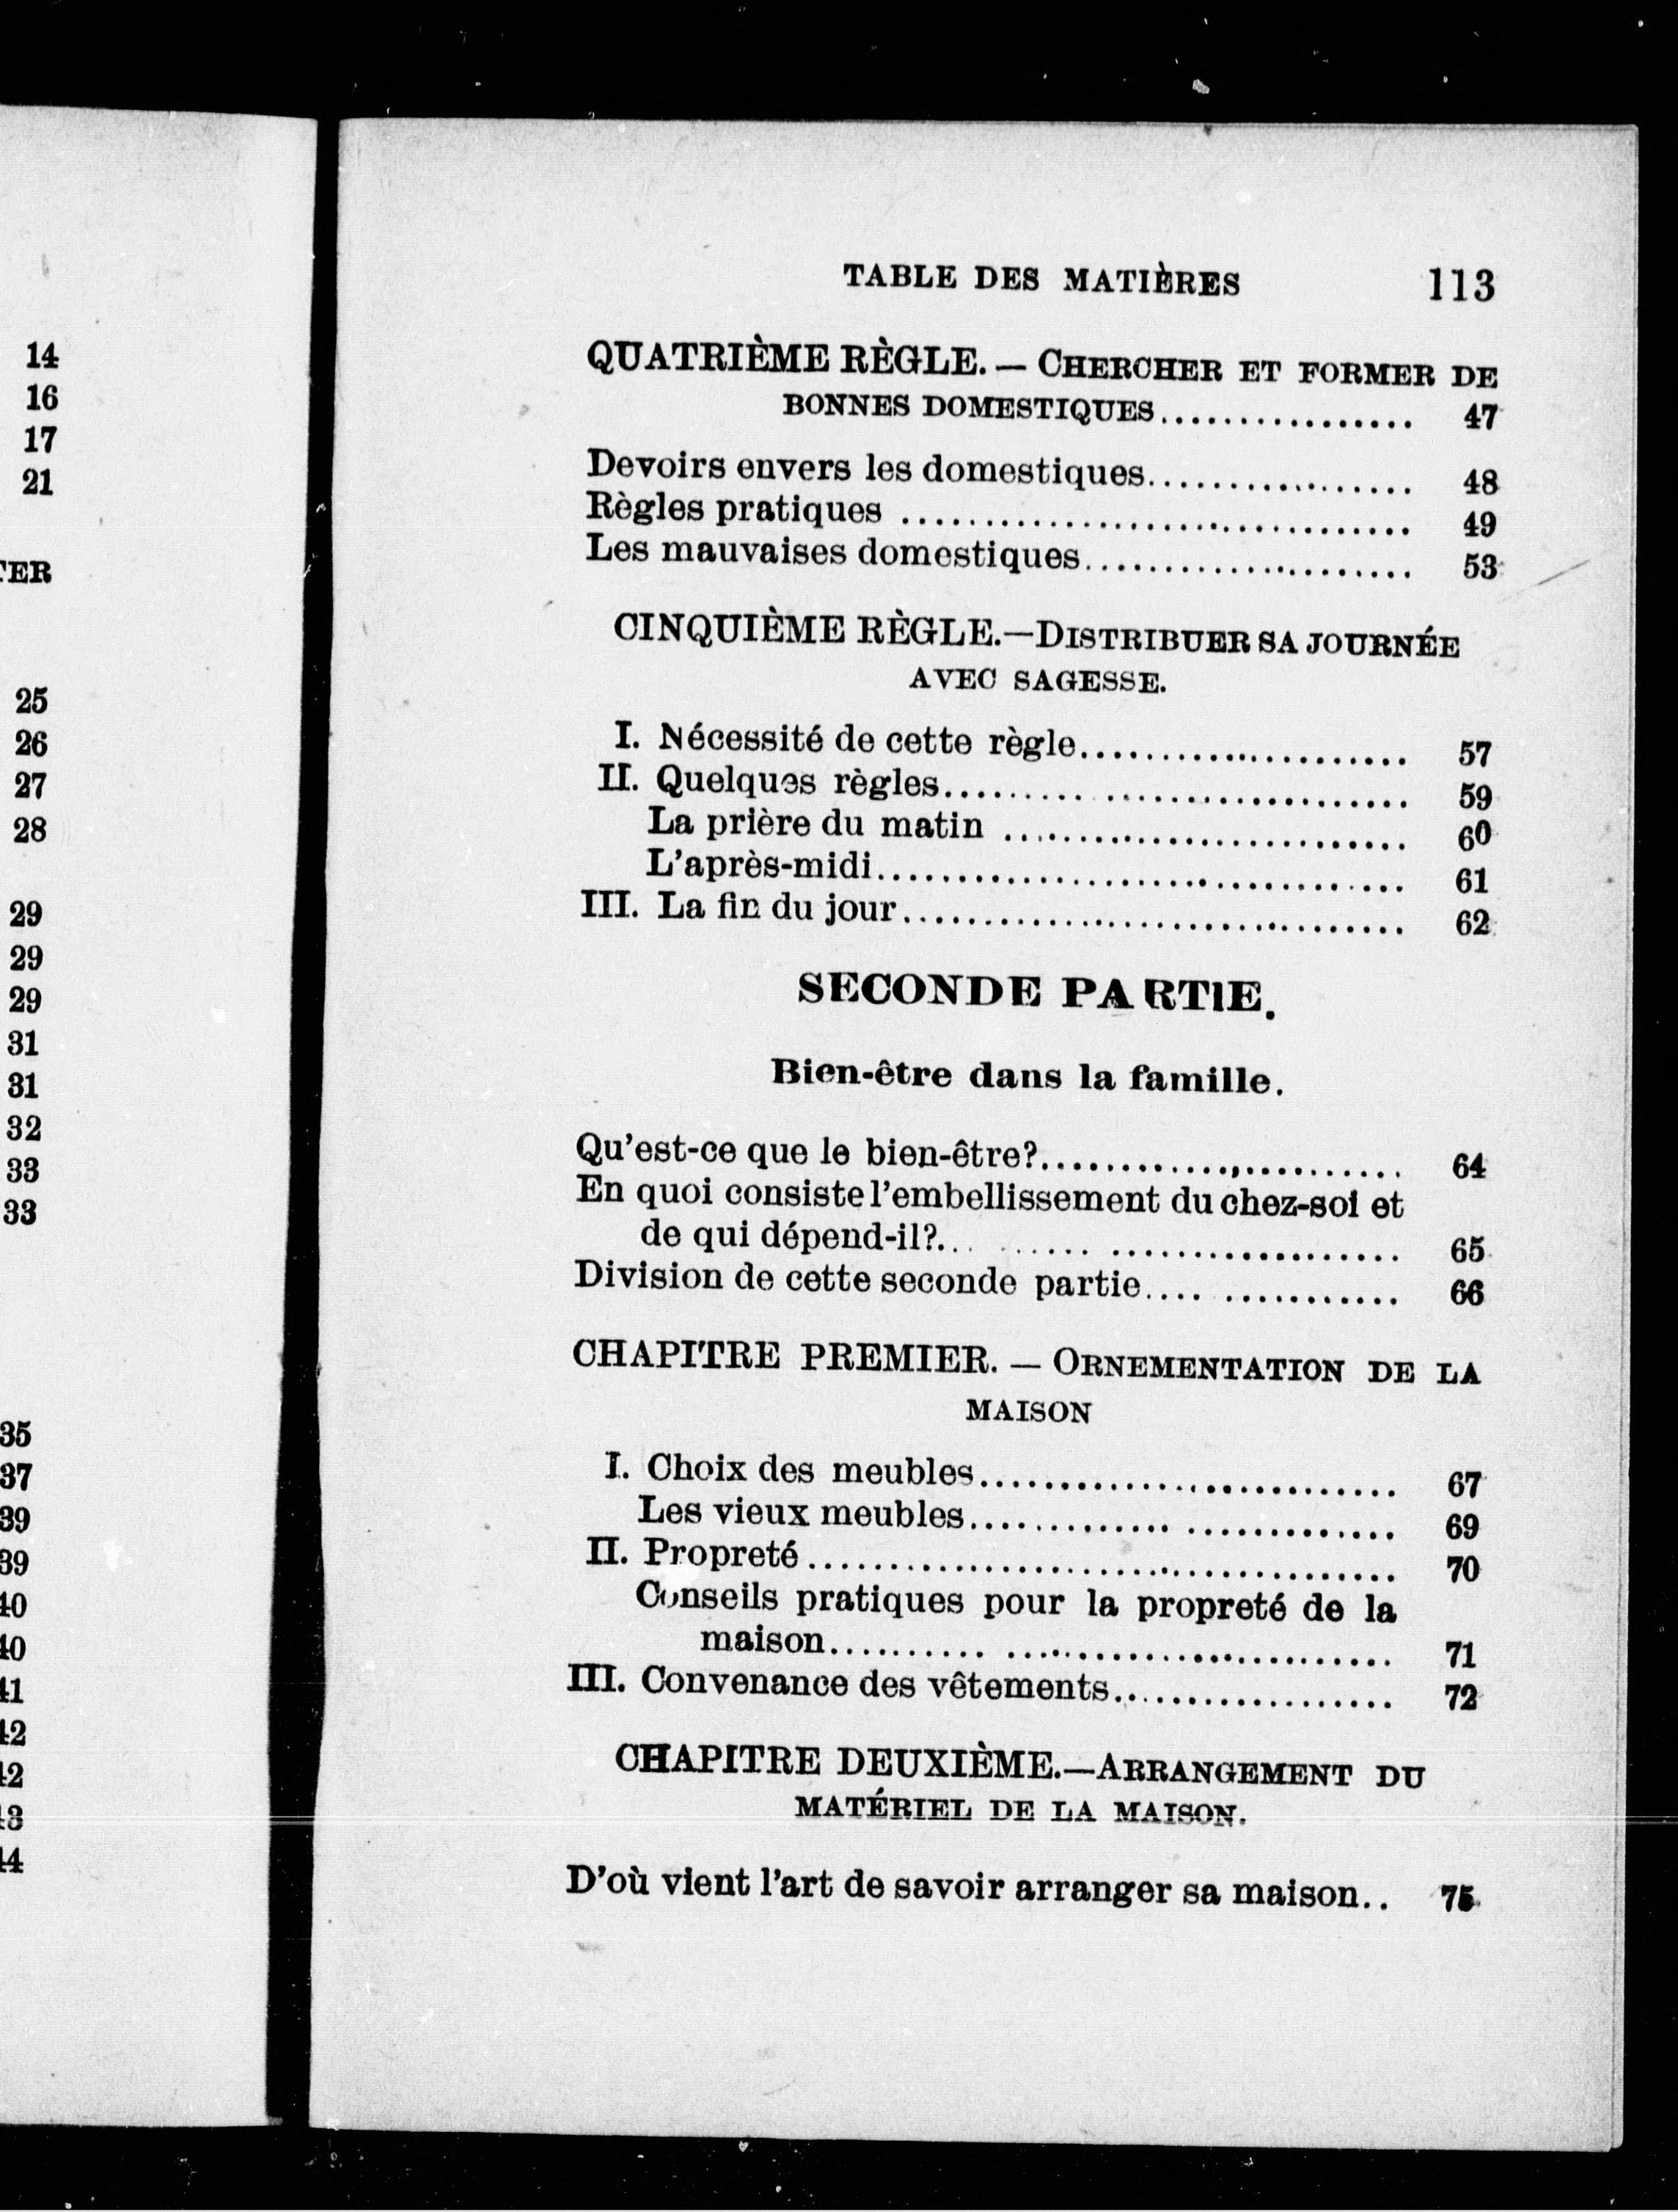 14
16
17
21
TER
25
26
27
28
29
29
29
31
31
32
33
33
35
37
39
39
40
40
41
42
42
43
44
TABLE DES MATIÈRES 113
QUATRIÈME RÈGLE. — CHERCHER ET FORMER DE
BONNES DOMESTIQUES................ 47
Devoirs envers les domestiques................. 48
Règles pratiques ................................ 49
Les mauvaises domestiques..................... 53
CINQUIÈME RÈGLE.—DISTRIBUER SA JOURNÉE
AVEC SAGESSE.
I. Nécessité de cette règle..................... 57
II. Quelques règles......... ................... 59
La prière du matin ......................... 60
L'après-midi................................. 61
III. La fin du jour............................... 62
SECONDE PARTIE.
Bien-être dans la famille.
Qu'est-ce que le bien-être?............,.......... 64
En quoi consiste l'embellissement du chez-soi et
de qui dépend-il?... ...... .................. 65
Division de cette seconde partie.... ........... 66
CHAPITRE PREMIER. — ORNEMENTATION DE LA
MAISON
I. Choix des meubles.......................... 67
Les vieux meubles............. ............. 69
II. Propreté..................................... 70
Conseils pratiques pour la propreté de la
maison.......... ........................ 71
III. Convenance des vêtements.................. 72
CHAPITRE DEUXIÈME.—ARRANGEMENT DU
MATÉRIEL DE LA MAISON.
D'où vient l'art de savoir arranger sa maison.. 75